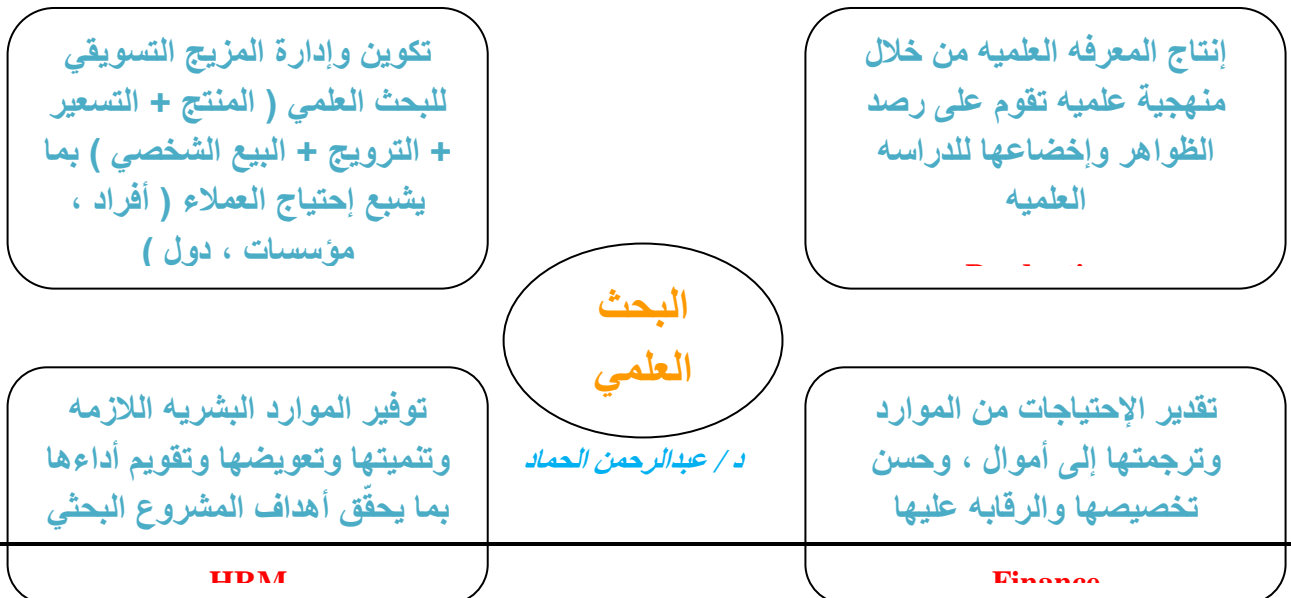 إنتاج المعرفه العلميه من خلال
منهجية علميه تقوم على رصد
الظواهر وإخضاعها للدراسه
العلميه
تكوين وإدارة المزيج التسويقي
للبحث العلمي ( المنتج + التسعير
+ الترويج + البيع الشخصي ) بما
يشبع إحتياج العملاء ( أفراد ،
مؤسسات ، دول )
البحث
العلمي
د / عبدالرحمن الحماد
تقدير الإحتياجات من الموارد
وترجمتها إلى أموال ، وحسن
تخصيصها والرقابه عليها
Finance
توفير الموارد البشريه اللازمه
وتنميتها وتعويضها وتقويم أداءها
بما يحقّق أهداف المشروع البحثي
HRM